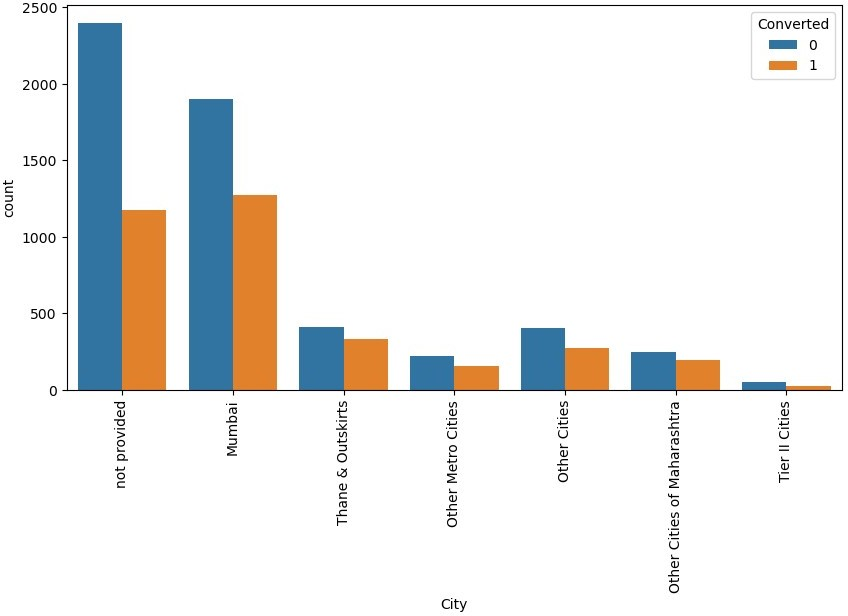 2500
2000
1500
1000
500
0
count
Converted
0
1
not provided
Mumbai
Thane & Outskirts
Other Metro Cities
Other Cities
Other Cities of Maharashtra
Tier II Cities
City